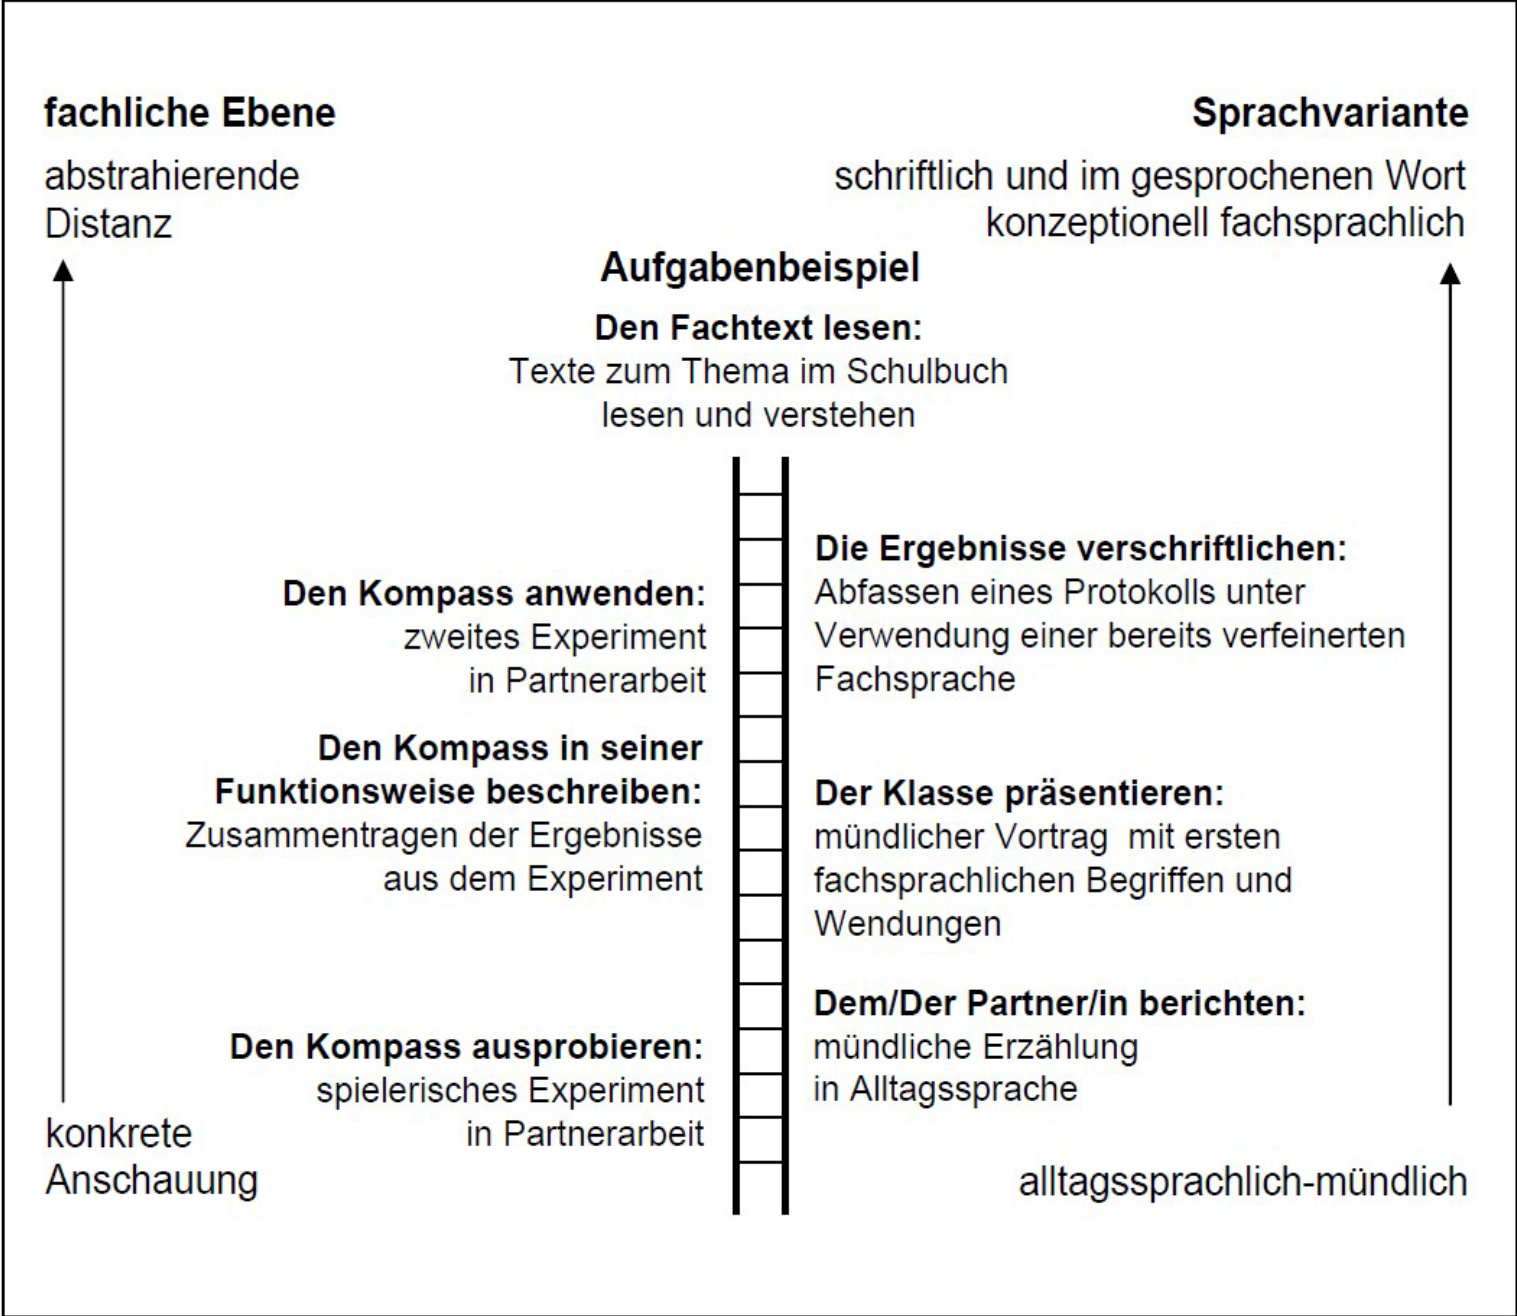 fachliche Ebene
abstrahierende
Distanz
Sprachvariante
schriftlich und im gesprochenen Wort
konzeptionell fachsprachlich
Aufgabenbeispiel
Den Fachtext lesen:
Texte zum Thema im Schulbuch
lesen und verstehen
Die Ergebnisse verschriftlichen:
Abfassen eines Protokolls unter
Verwendung einer bereits verfeinerten
Fachsprache
Den Kompass anwenden:
zweites Experiment
in Partnerarbeit
Den Kompass in seiner
Funktionsweise beschreiben:
Zusammentragen der Ergebnisse
aus dem Experiment
Der Klasse präsentieren:
mündlicher Vortrag mit ersten
fachsprachlichen Begriffen und
Wendungen
Dem/Der Partner/in berichten:
mündliche Erzählung
in Alltagssprache
Den Kompass ausprobieren:
spielerisches Experiment
in Partnerarbeit
konkrete
Anschauung
alltagssprachlich-mündlich